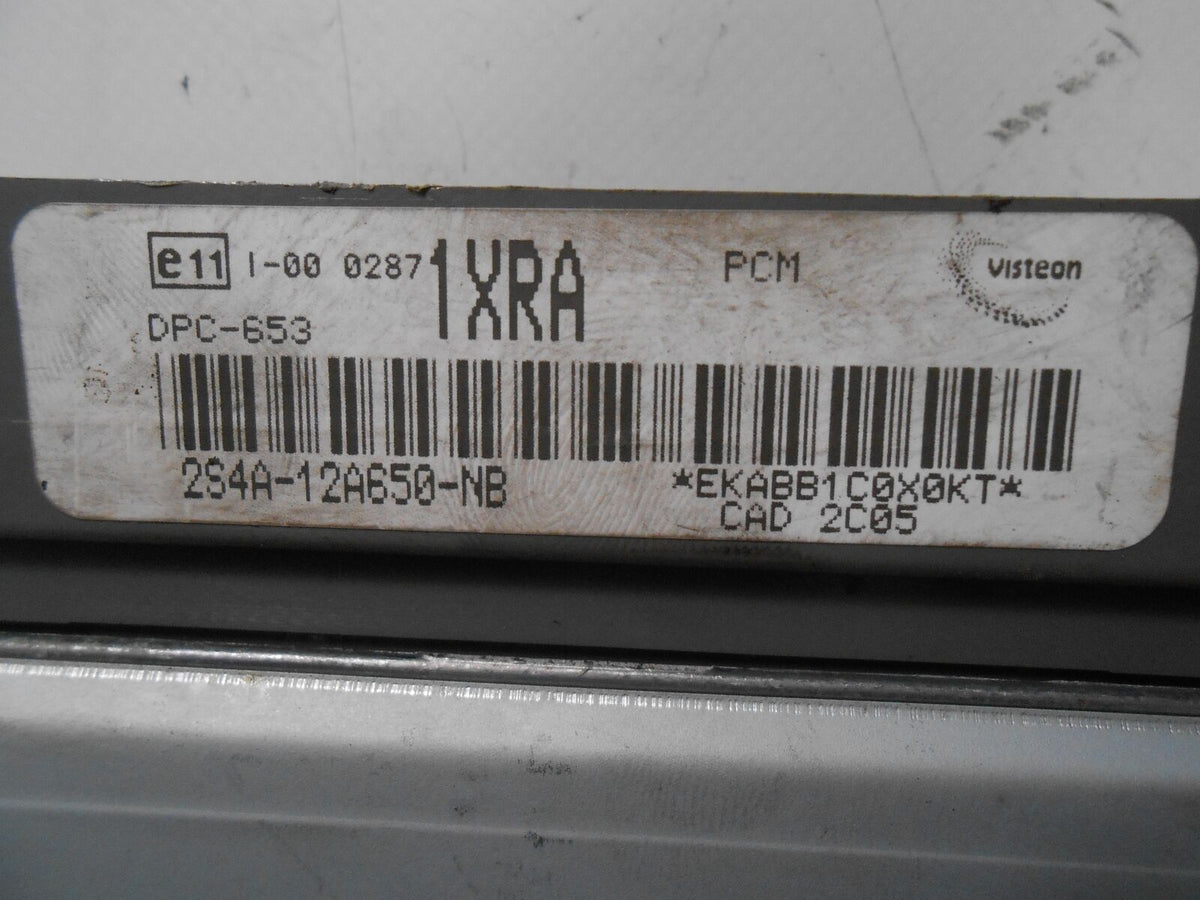 e11 I-00 0287 1XRA PCM Visteon
DPC-653
2S4A-12A650-NB *EKABB1C0X0KT*
CAD 2C05